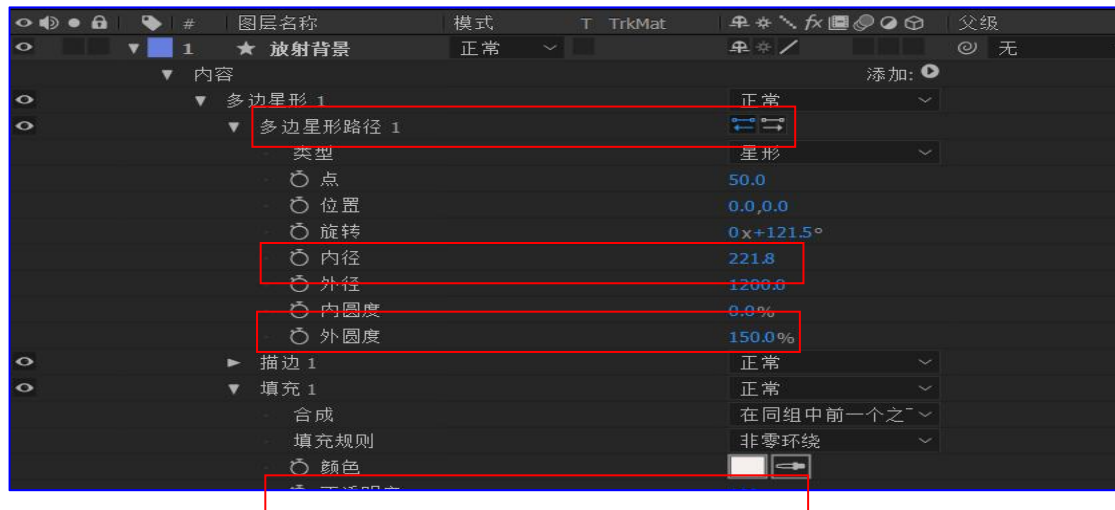 # 图层名称 模式 T TrkMat fx 父级
1 ★ 放射背景 正常 无
内容 添加:
多边星形 1 正常
多边星形路径 1
类型 星形
点 50.0
位置 0.0,0.0
旋转 0x+121.5°
内径 221.8
外径 1200.0
内圆度 0.0%
外圆度 150.0%
描边 1 正常
填充 1 正常
合成 在同组中前一个之
填充规则 非零环绕
颜色